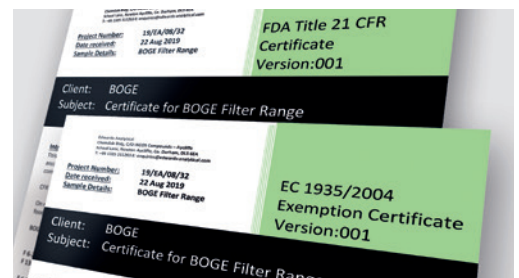 Project Number: 19/EA/08/32
Date received: 22 Aug 2019
Sample Details: BOGE Filter Range
FDA Title 21 CFR
Certificate
Version:001
Client: BOGE
Subject: Certificate for BOGE Filter Range
Edwards Analytical
Project Number: 19/EA/08/32
Date received: 22 Aug 2019
Sample Details: BOGE Filter Range
EC 1935/2004
Exemption Certificate
Version:001
Client: BOGE
Subject: Certificate for BOGE Filter Range